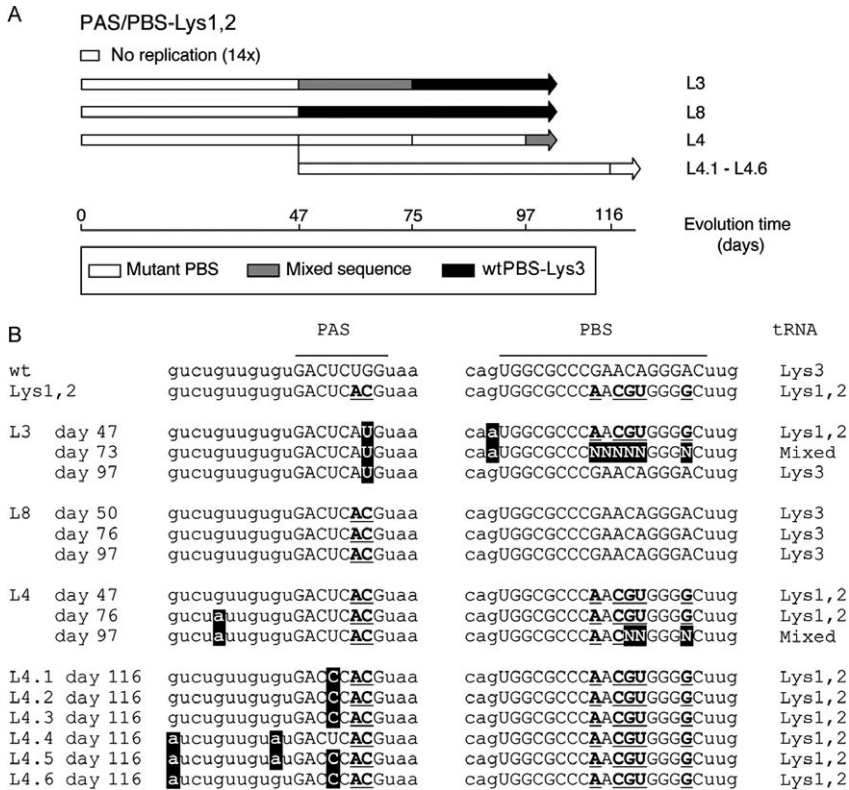 A
PAS/PBS-Lys1,2
No replication (14x)
L3
L8
L4
L4.1 - L4.6
0 47 75 97 116 Evolution time
(days)
Mutant PBS Mixed sequence wtPBS-Lys3
B
PAS PBS tRNA
wt gucuguuguguGACUCUGGuaa cagUGGCGCCCGAACAGGGACuug Lys3
Lys1,2 gucuguuguguGACUCACGuaa cagUGGCGCCCAACGUGGGGCuug Lys1,2
L3 day 47 gucuguuguguGACUCAUGuaa caaUGGCGCCCAACGUGGGGCuug Lys1,2
day 73 gucuguuguguGACUCAUGuaa caaUGGCGCCCNNNNNGGGNCuug Mixed
day 97 gucuguuguguGACUCAUGuaa cagUGGCGCCCGAACAGGGACuug Lys3
L8 day 50 gucuguuguguGACUCACGuaa cagUGGCGCCCGAACAGGGACuug Lys3
day 76 gucuguuguguGACUCACGuaa cagUGGCGCCCGAACAGGGACuug Lys3
day 97 gucuguuguguGACUCACGuaa cagUGGCGCCCGAACAGGGACuug Lys3
L4 day 47 gucuguuguguGACUCACGuaa cagUGGCGCCCAACGUGGGGCuug Lys1,2
day 76 gucuauuguguGACUCACGuaa cagUGGCGCCCAACGUGGGGCuug Lys1,2
day 97 gucuauuguguGACUCACGuaa cagUGGCGCCCAACNNGGGNCuug Mixed
L4.1 day 116 gucuguuguguGACCCACGuaa cagUGGCGCCCAACGUGGGGCuug Lys1,2
L4.2 day 116 gucuguuguguGACCCACGuaa cagUGGCGCCCAACGUGGGGCuug Lys1,2
L4.3 day 116 gucuguuguguGACCCACGuaa cagUGGCGCCCAACGUGGGGCuug Lys1,2
L4.4 day 116 aucuguuguauGACUCACGuaa cagUGGCGCCCAACGUGGGGCuug Lys1,2
L4.5 day 116 aucuguuguauGACCCACGuaa cagUGGCGCCCAACGUGGGGCuug Lys1,2
L4.6 day 116 aucuguuguguGACCCACGuaa cagUGGCGCCCAACGUGGGGCuug Lys1,2